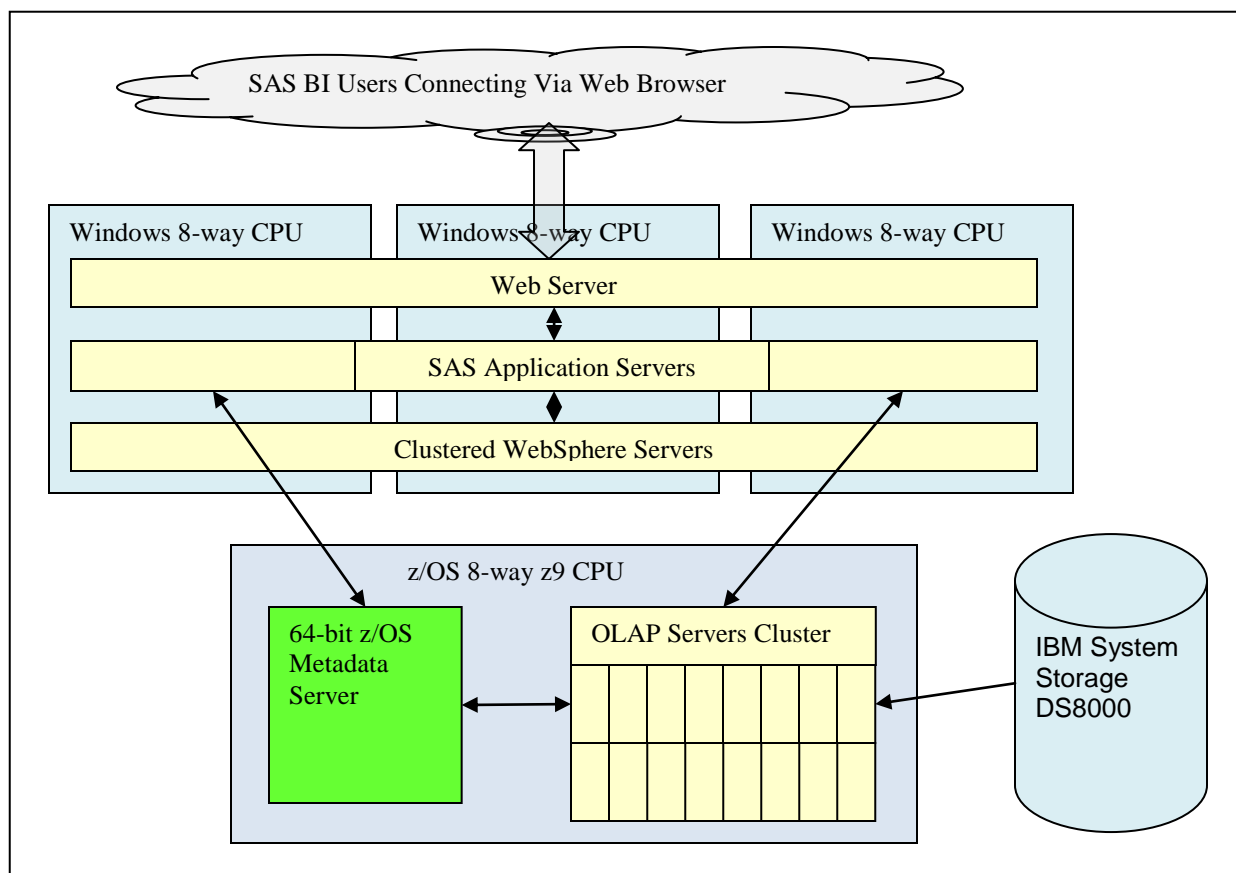 SAS BI Users Connecting Via Web Browser
Windows 8-way CPU
Windows 8-way CPU
Windows 8-way CPU
Web Server
SAS Application Servers
Clustered WebSphere Servers
z/OS 8-way z9 CPU
64-bit z/OS
Metadata
Server
OLAP Servers Cluster
IBM System
Storage
DS8000